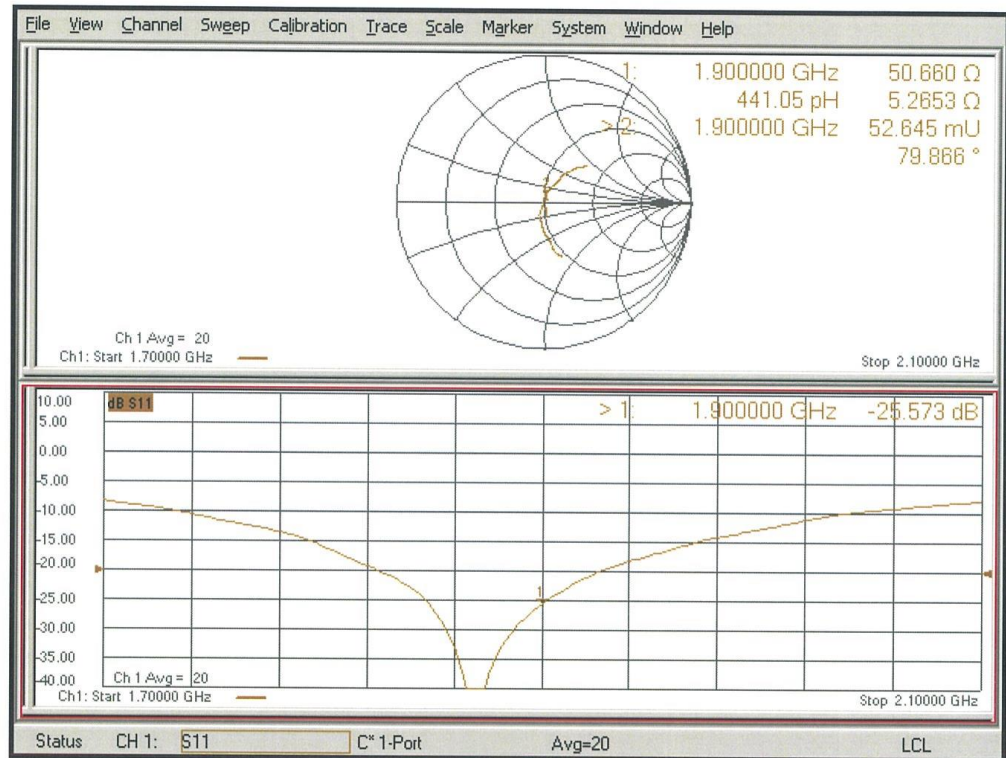 File View Channel Sweep Calibration Trace Scale Marker System Window Help
1: 1.900000 GHz 50.660 Ω
441.05 pH 5.2653 Ω
> 2: 1.900000 GHz 52.645 mU
79.866 °
1
Ch 1 Avg = 20
Ch1: Start 1.70000 GHz
Stop 2.10000 GHz
10.00
dB S11
> 1: 1.900000 GHz -25.573 dB
5.00
0.00
-5.00
-10.00
-15.00
-20.00
-25.00
1
-30.00
-35.00
-40.00
Ch 1 Avg = 20
Ch1: Start 1.70000 GHz
Stop 2.10000 GHz
Status CH 1: S11 C* 1-Port Avg=20 LCL